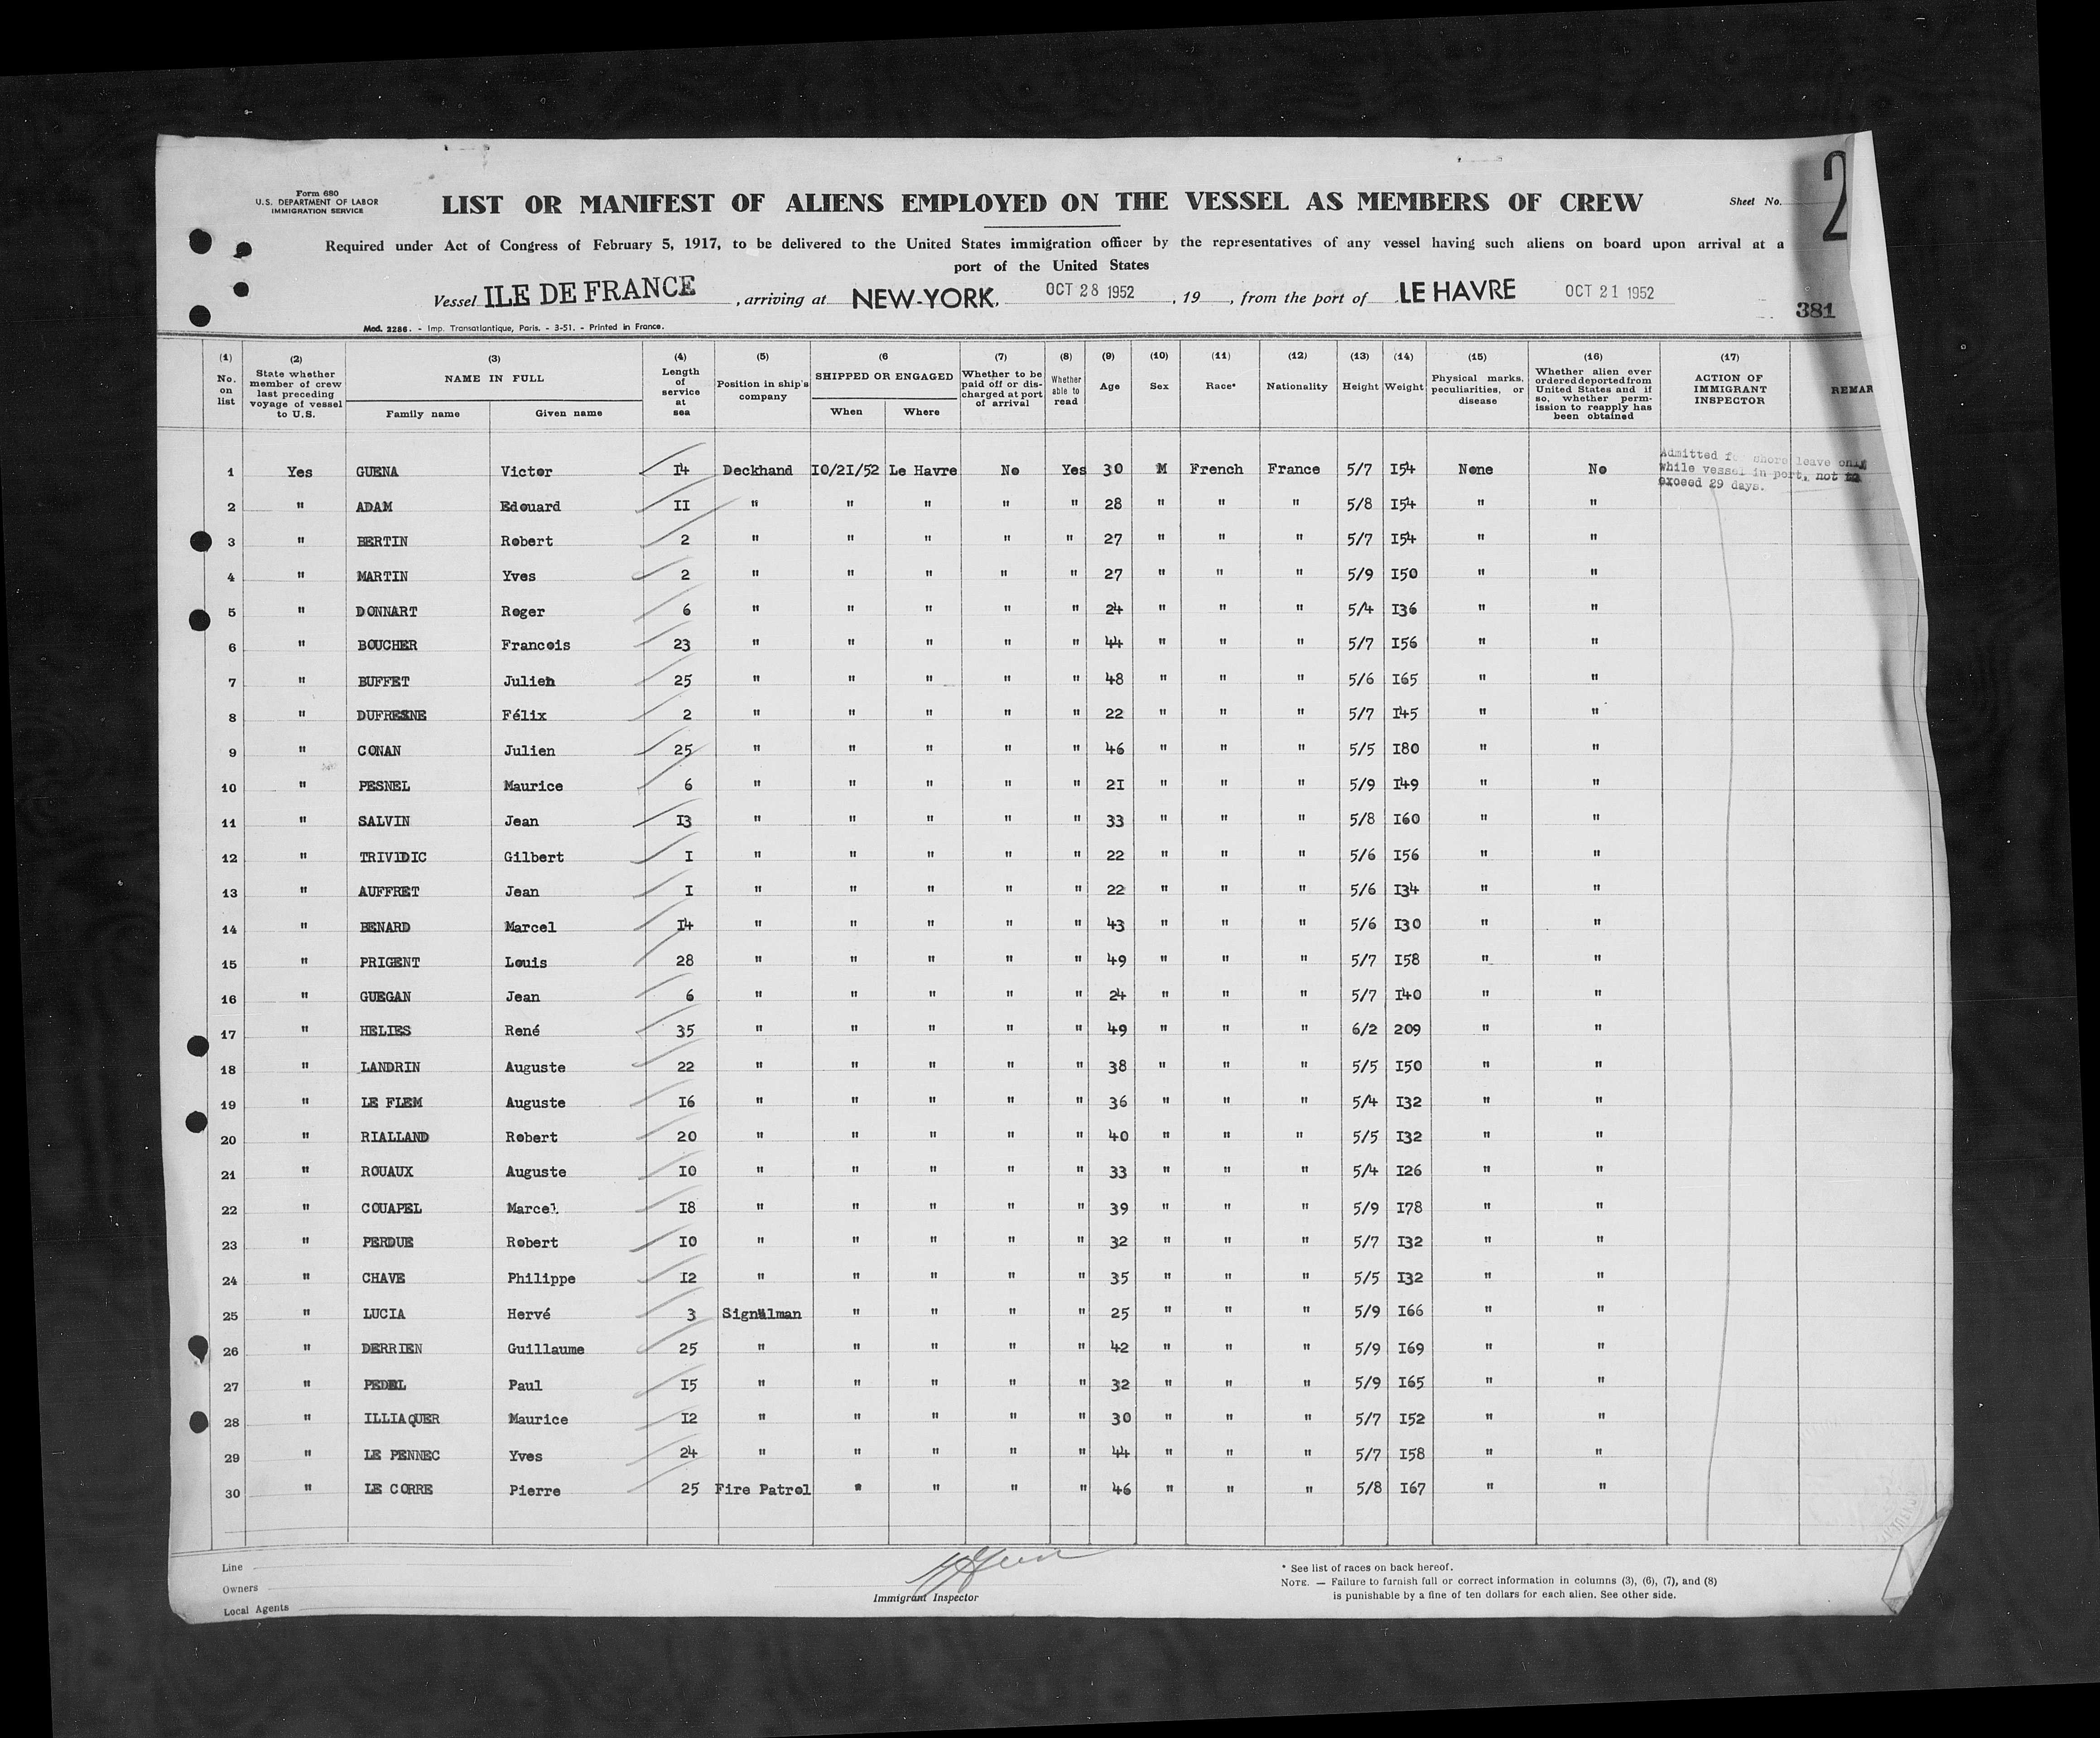 Form 680
U.S. DEPARTMENT OF LABOR
IMMIGRATION SERVICE
LIST OR MANIFEST OF ALIENS EMPLOYED ON THE VESSEL AS MEMBERS OF CREW
Sheet No. 2
Required under Act of Congress of February 5, 1917, to be delivered to the United States immigration officer by the representatives of any vessel having such aliens on board upon arrival at a
port of the United States
Vessel ILE DE FRANCE, arriving at NEW-YORK, OCT 28 1952, 19 , from the port of LE HAVRE OCT 21 1952
381
Mod. 2286. - Imp. Transatlantique, Paris. - 3-51. - Printed in France.
(1) No. on list
(2) State whether member of crew last preceding voyage of vessel to U.S.
(3) NAME IN FULL Family name Given name
(4) Length of service at sea
(5) Position in ship's company
(6 SHIPPED OR ENGAGED When Where
(7) Whether to be paid off or discharged at port of arrival
(8) Whether able to read
(9) Age
(10) Sex
(11) Race*
(12) Nationality
(13) Height
(14) Weight
(15) Physical marks, peculiarities, or disease
(16) Whether alien ever ordered deported from United States and if so, whether permission to reapply has been obtained
(17) ACTION OF IMMIGRANT INSPECTOR
REMAR
1 Yes GUENA Victor 14 Deckhand 10/21/52 Le Havre No Yes 30 M French France 5/7 154 None No
Admitted for shore leave only
while vessel in port, not to
exceed 29 days.
2 " ADAM Edouard 11 " " " " " 28 " " " 5/8 154 " "
3 " BERTIN Robert 2 " " " " " 27 " " " 5/7 154 " "
4 " MARTIN Yves 2 " " " " " 27 " " " 5/9 150 " "
5 " DONNART Roger 6 " " " " " 24 " " " 5/4 136 " "
6 " BOUCHER Francois 23 " " " " " 44 " " " 5/7 156 " "
7 " BUFFET Julien 25 " " " " " 48 " " " 5/6 165 " "
8 " DUFRESNE Félix 2 " " " " " 22 " " " 5/7 145 " "
9 " CONAN Julien 25 " " " " " 46 " " " 5/5 180 " "
10 " PESNEL Maurice 6 " " " " " 21 " " " 5/9 149 " "
11 " SALVIN Jean 13 " " " " " 33 " " " 5/8 160 " "
12 " TRIVIDIC Gilbert 1 " " " " " 22 " " " 5/6 156 " "
13 " AUFFRET Jean 1 " " " " " 22 " " " 5/6 134 " "
14 " BENARD Marcel 14 " " " " " 43 " " " 5/6 130 " "
15 " PRIGENT Louis 28 " " " " " 49 " " " 5/7 158 " "
16 " GUEGAN Jean 6 " " " " " 24 " " " 5/7 140 " "
17 " HELIES René 35 " " " " " 49 " " " 6/2 209 " "
18 " LANDRIN Auguste 22 " " " " " 38 " " " 5/5 150 " "
19 " LE FLEM Auguste 16 " " " " " 36 " " " 5/4 132 " "
20 " RIALLAND Robert 20 " " " " " 40 " " " 5/5 132 " "
21 " ROUAUX Auguste 10 " " " " " 33 " " " 5/4 126 " "
22 " COUAPEL Marcel 18 " " " " " 39 " " " 5/9 178 " "
23 " PERDUE Robert 10 " " " " " 32 " " " 5/7 132 " "
24 " CHAVE Philippe 12 " " " " " 35 " " " 5/5 132 " "
25 " LUCIA Hervé 3 Signalman " " " " 25 " " " 5/9 166 " "
26 " DERRIEN Guillaume 25 " " " " " 42 " " " 5/9 169 " "
27 " PEDEL Paul 15 " " " " " 32 " " " 5/9 165 " "
28 " ILLIAQUER Maurice 12 " " " " " 30 " " " 5/7 152 " "
29 " LE PENNEC Yves 24 " " " " " 44 " " " 5/7 158 " "
30 " LE CORRE Pierre 25 Fire Patrol " " " " 46 " " " 5/8 167 " "
Line
Owners
Local Agents
Immigrant Inspector
* See list of races on back hereof.
NOTE. — Failure to furnish full or correct information in columns (3), (6), (7), and (8)
is punishable by a fine of ten dollars for each alien. See other side.